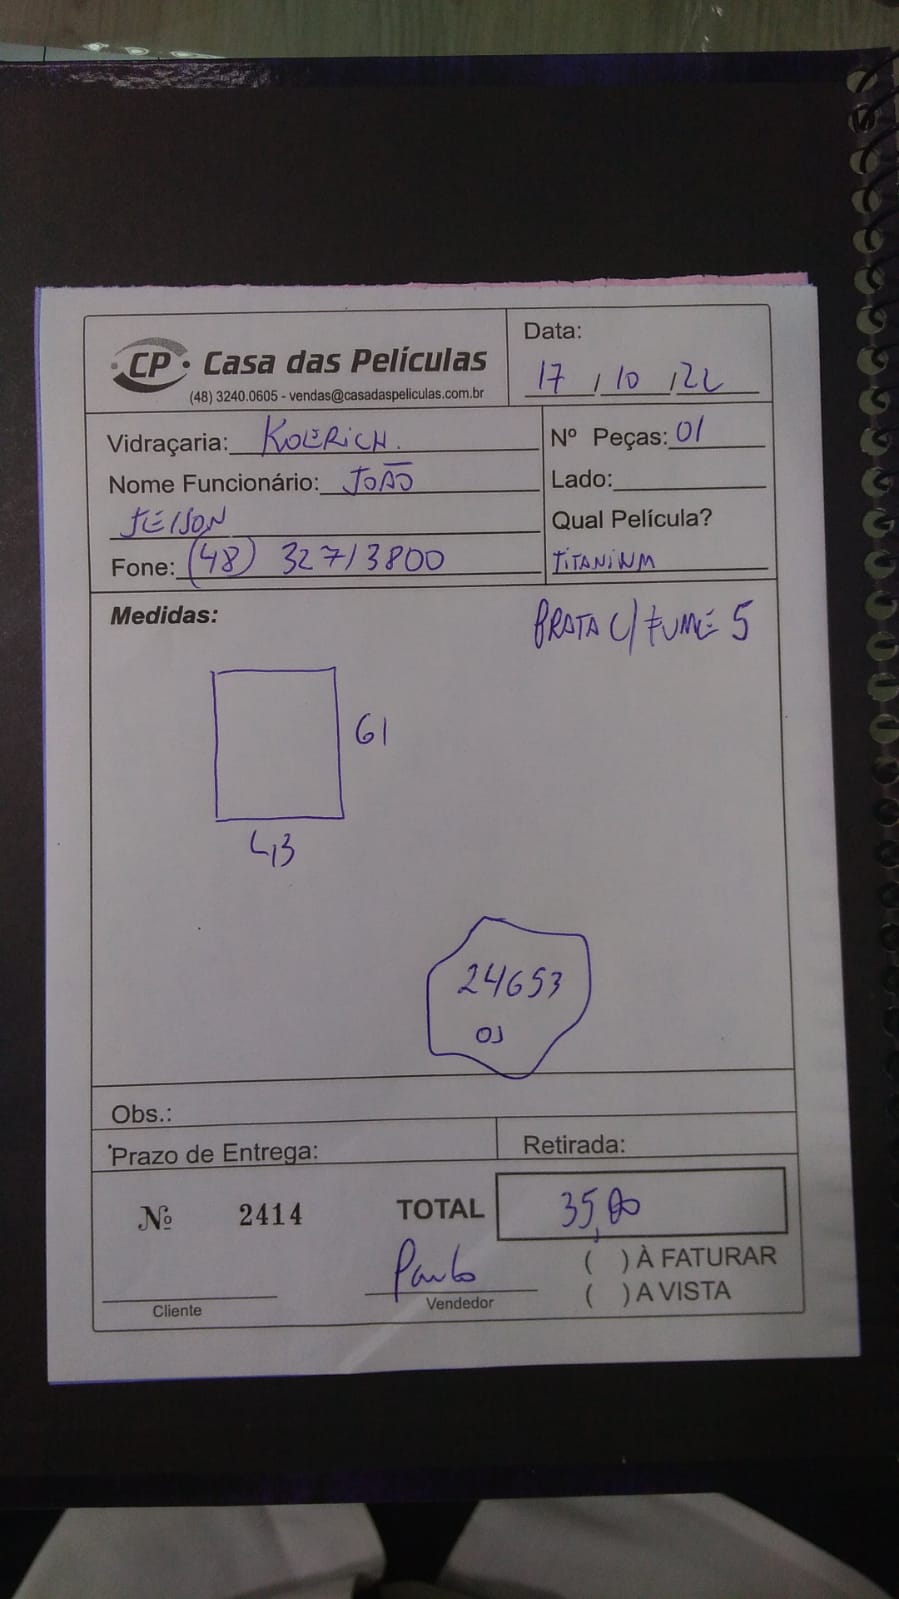 CP · Casa das Películas
(48) 3240.0605 - vendas@casadaspeliculas.com.br
Data:
17 / 10 / 22
Vidraçaria: KOERICH.
Nº Peças: 01
Nome Funcionário: JOÃO
Lado:
JEISON
Qual Película?
Fone: (48) 32713800
TITANIUM
Medidas:
PRATA C/ FUMÊ 5
61
43
24653
01
Obs.:
Prazo de Entrega:
Retirada:
Nº 2414
TOTAL 35,00
Paulo
( ) À FATURAR
( ) A VISTA
Cliente
Vendedor